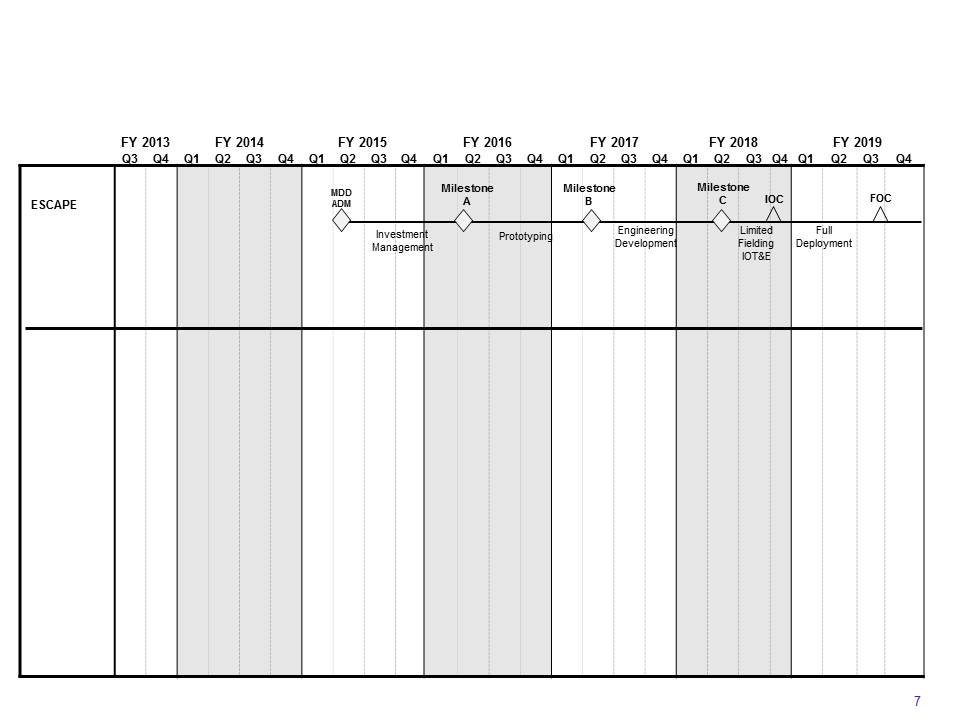 FY 2013 FY 2014 FY 2015 FY 2016 FY 2017 FY 2018 FY 2019
Q3 Q4 Q1 Q2 Q3 Q4 Q1 Q2 Q3 Q4 Q1 Q2 Q3 Q4 Q1 Q2 Q3 Q4 Q1 Q2 Q3 Q4 Q1 Q2 Q3 Q4
ESCAPE
MDD
ADM
Milestone
A
Milestone
B
Milestone
C
IOC
FOC
Investment
Management
Prototyping
Engineering
Development
Limited
Fielding
IOT&E
Full
Deployment
7